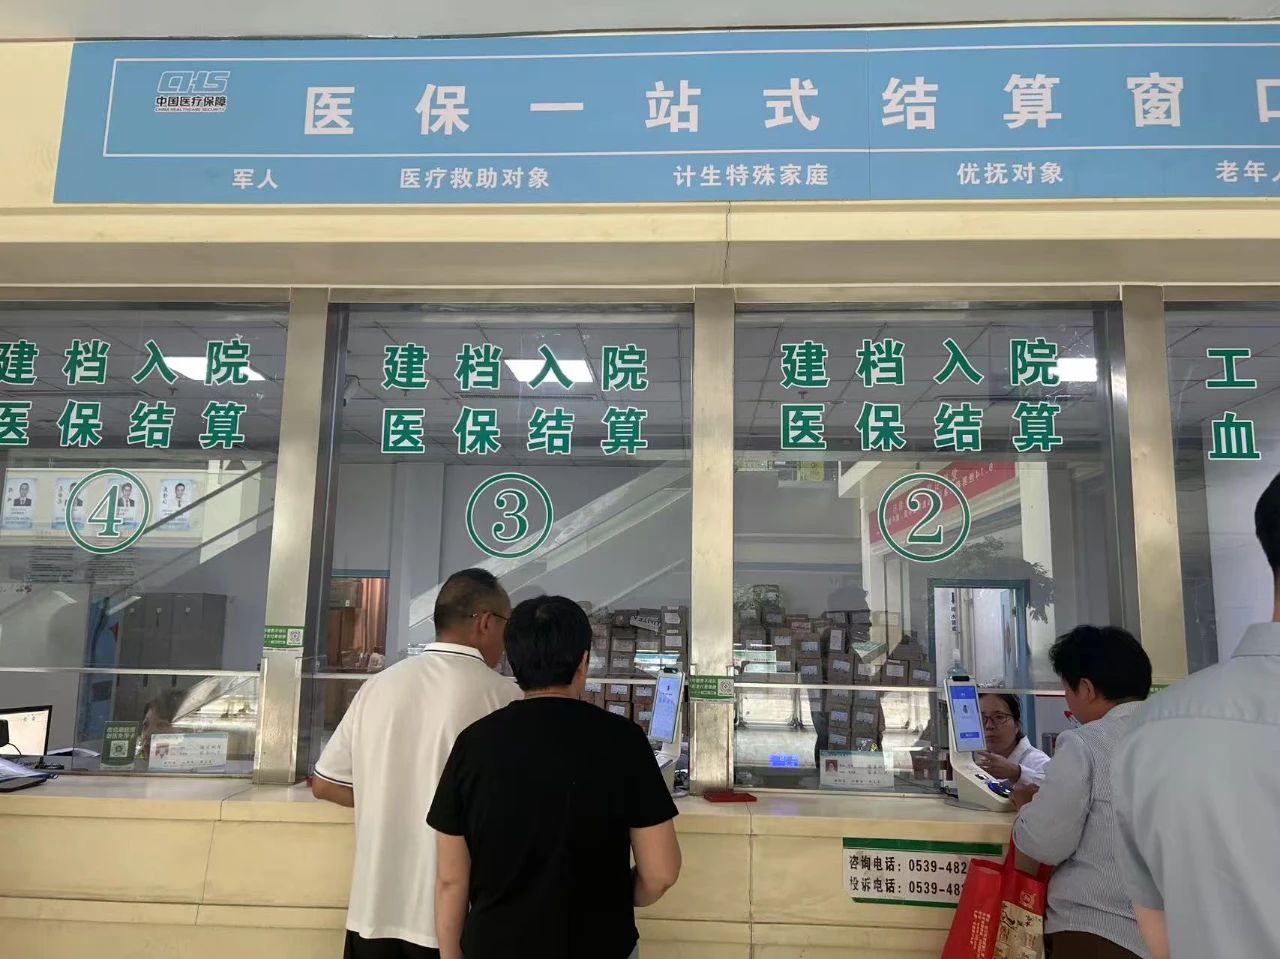 CHS
中国医疗保障
CHINA HEALTHCARE SECURITY
医保一站式结算窗口
军人 医疗救助对象 计生特殊家庭 优抚对象 老年人
建档入院
医保结算
④
建档入院
医保结算
③
建档入院
医保结算
②
工
血
咨询电话：0539-482
投诉电话：0539-48